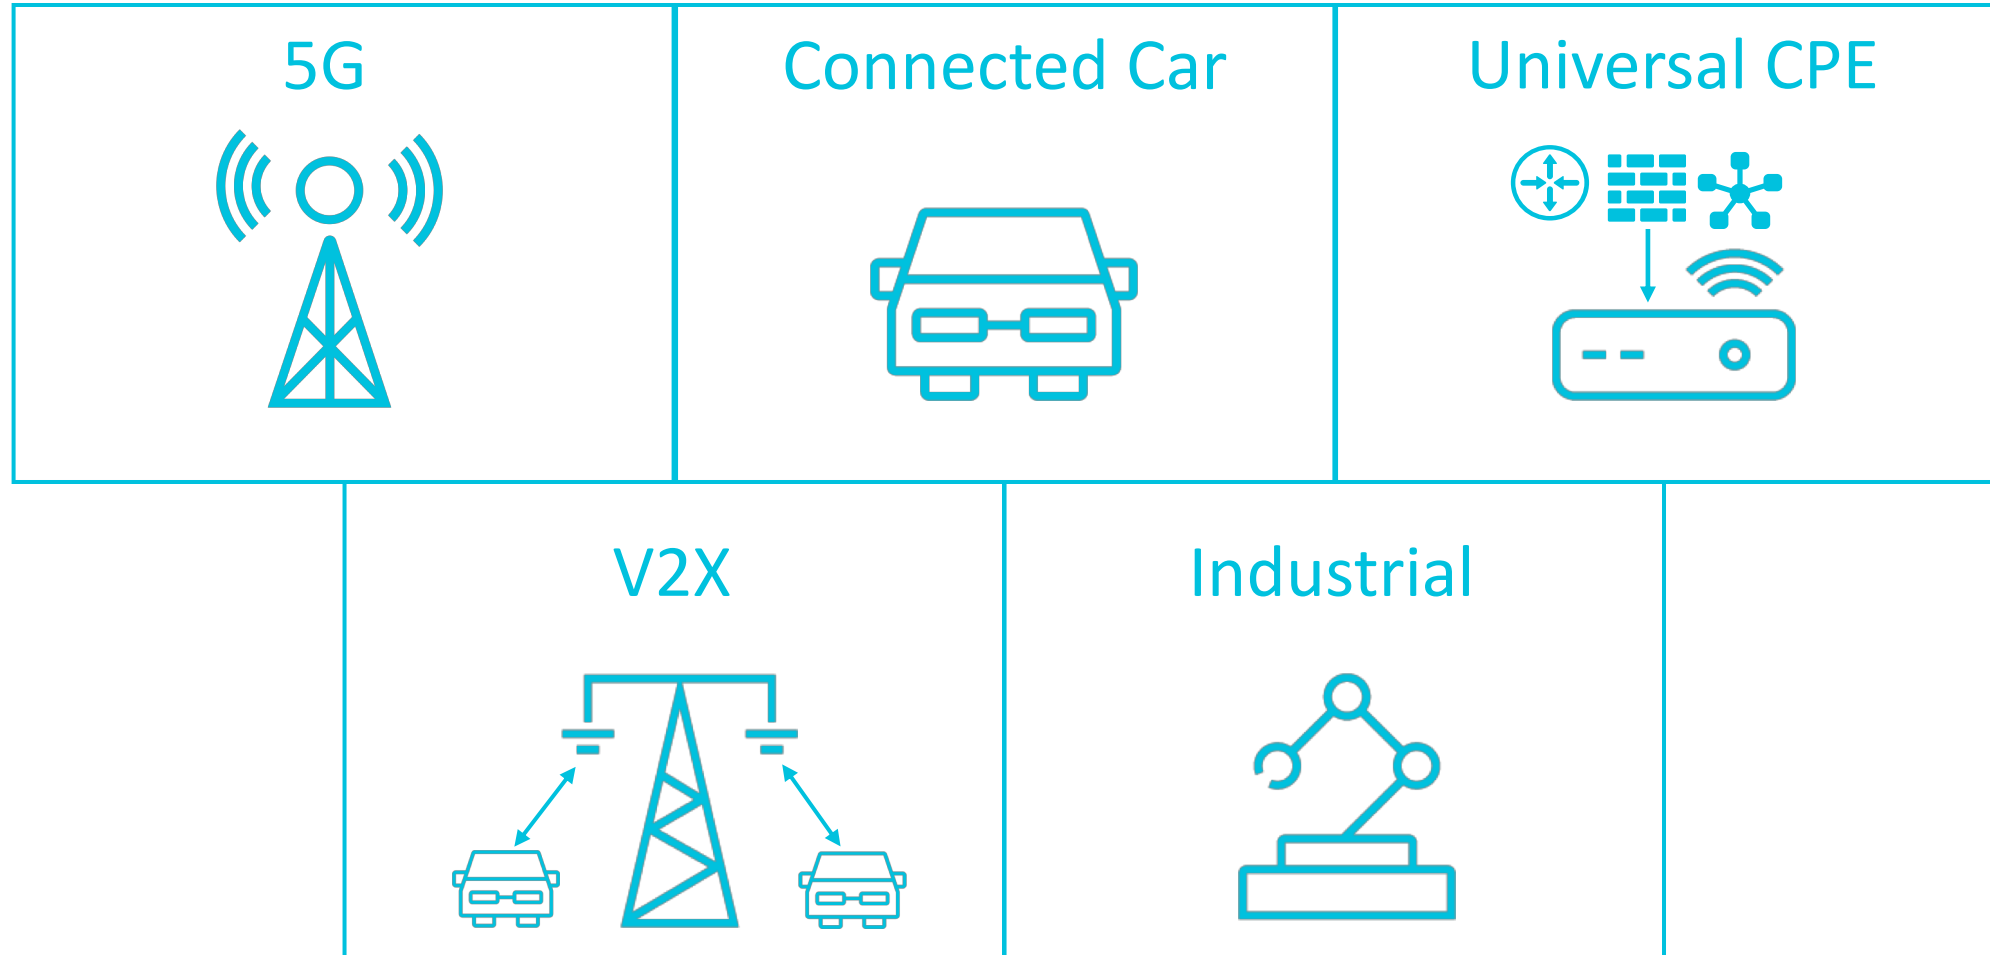 5G
Connected Car
Universal CPE
V2X
Industrial